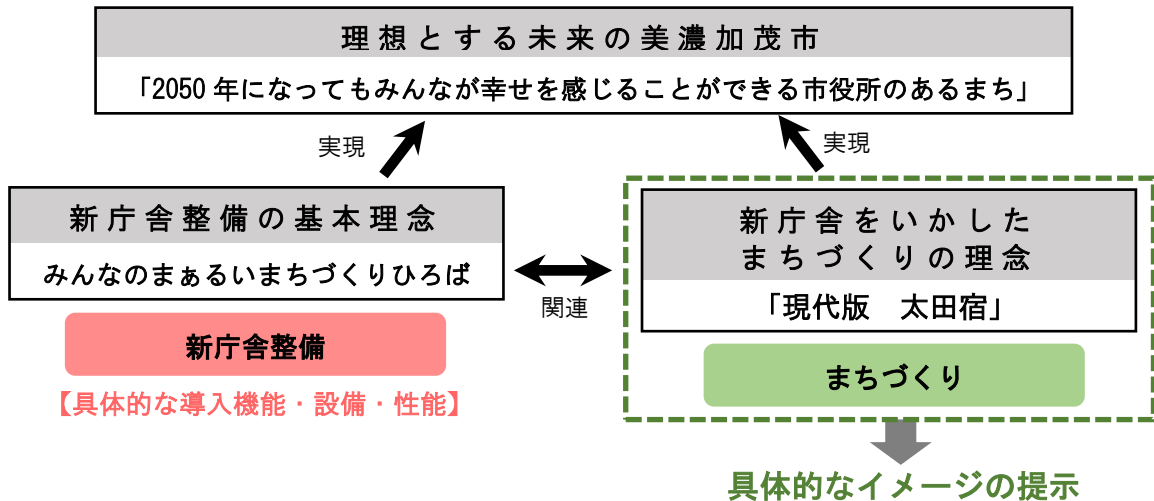 理想とする未来の美濃加茂市
「2050年になってもみんなが幸せを感じることができる市役所のあるまち」
実現
実現
新庁舎整備の基本理念
みんなのまぁるいまちづくりひろば
新庁舎整備
【具体的な導入機能・設備・性能】
関連
新庁舎をいかした
まちづくりの理念
「現代版　太田宿」
まちづくり
具体的なイメージの提示